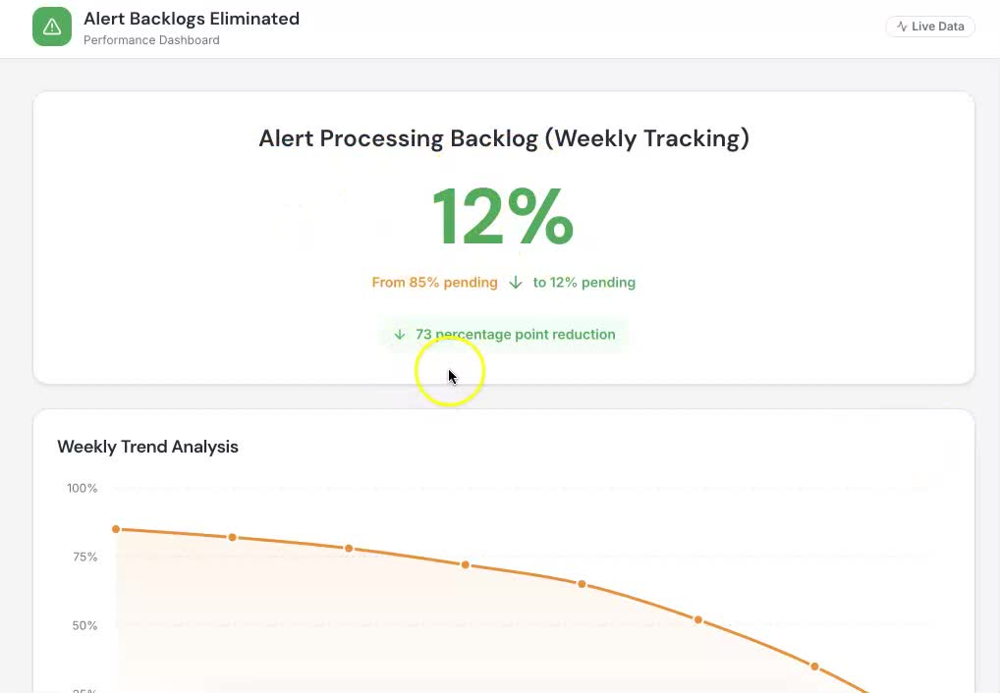 Alert Backlogs Eliminated
Performance Dashboard
Live Data
Alert Processing Backlog (Weekly Tracking)
12%
From 85% pending
to 12% pending
73 percentage point reduction
Weekly Trend Analysis
100%
75%
50%